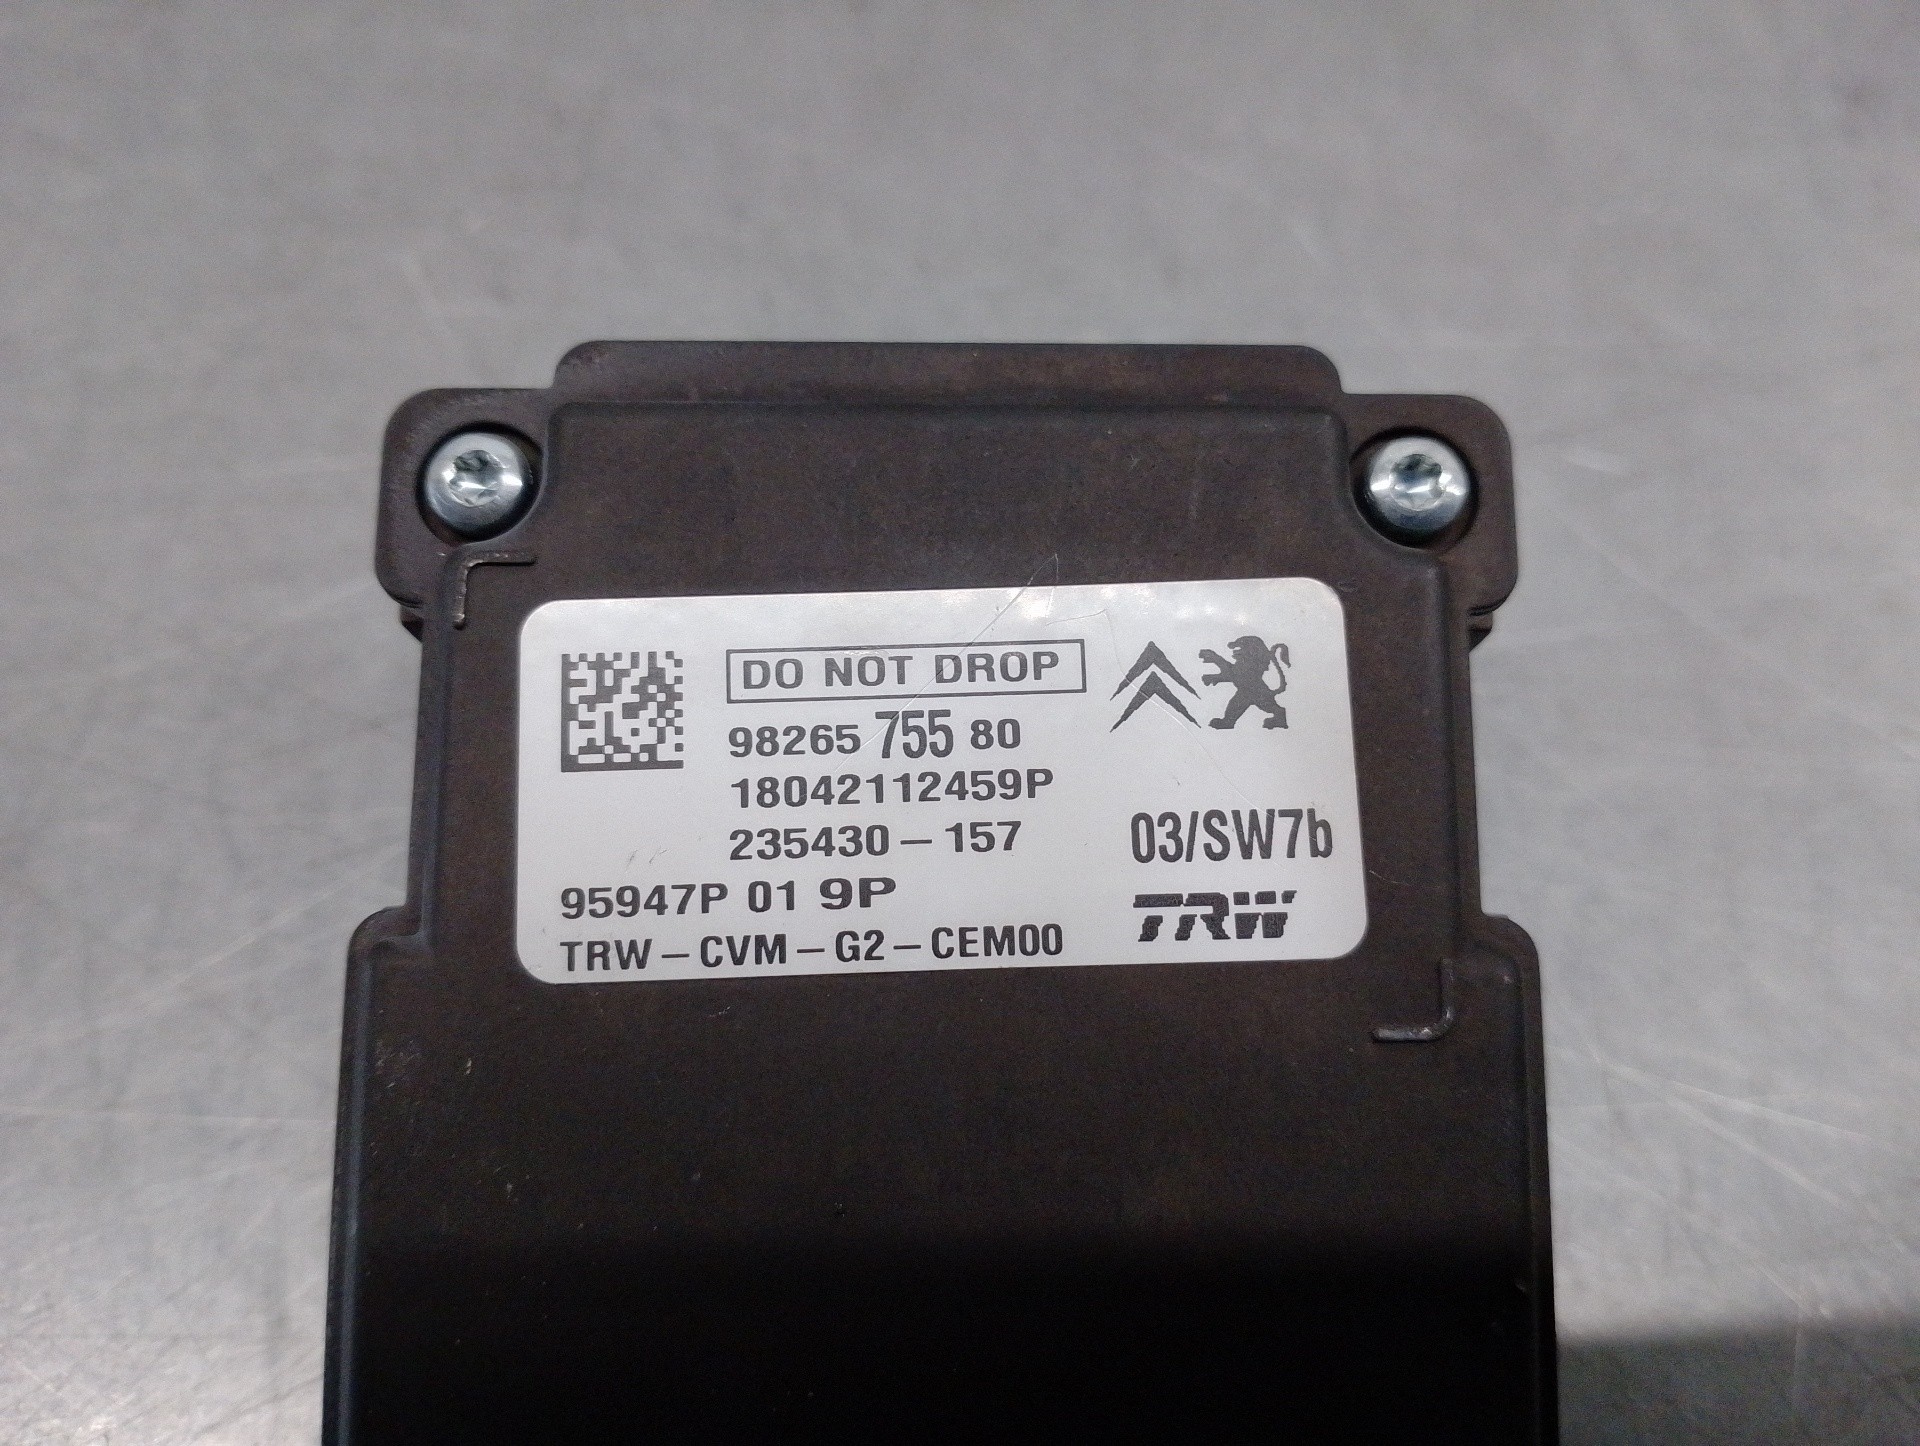 DO NOT DROP
98265 755 80
18042112459P
235430-157
03/SW7b
95947P 01 9P
TRW-CVM-G2-CEM00
TRW